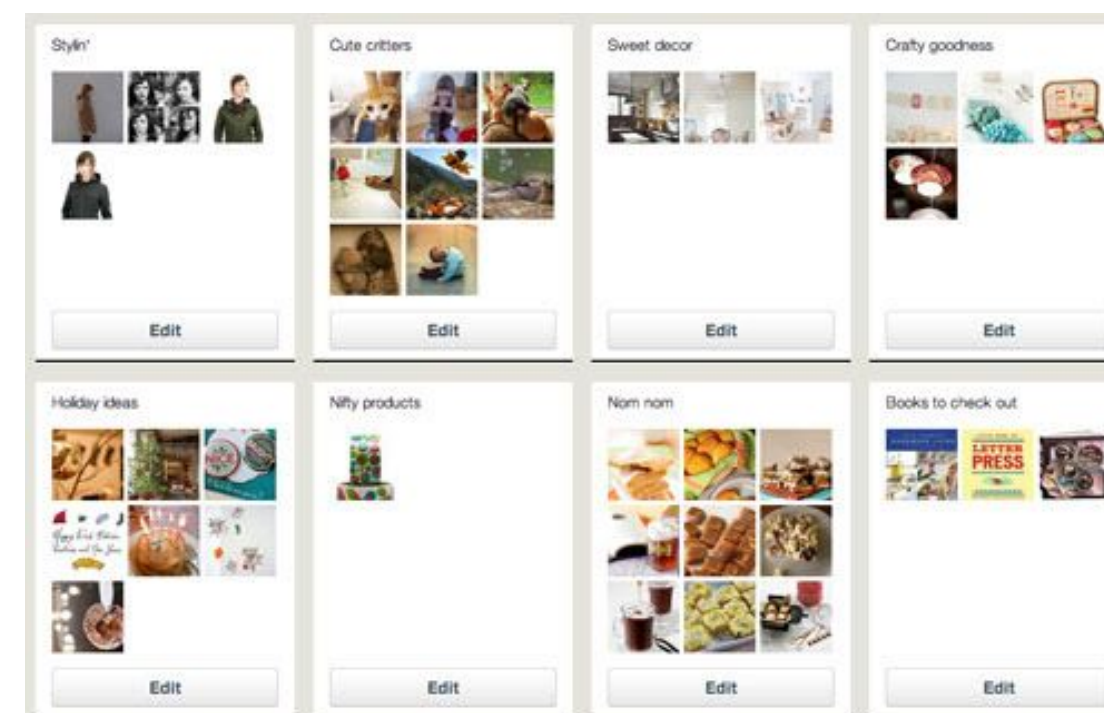 Stylin'
Cute critters
Sweet decor
Crafty goodness
Edit
Edit
Edit
Edit
Holiday ideas
Nifty products
Nom nom
Books to check out
LETTER
PRESS
Edit
Edit
Edit
Edit